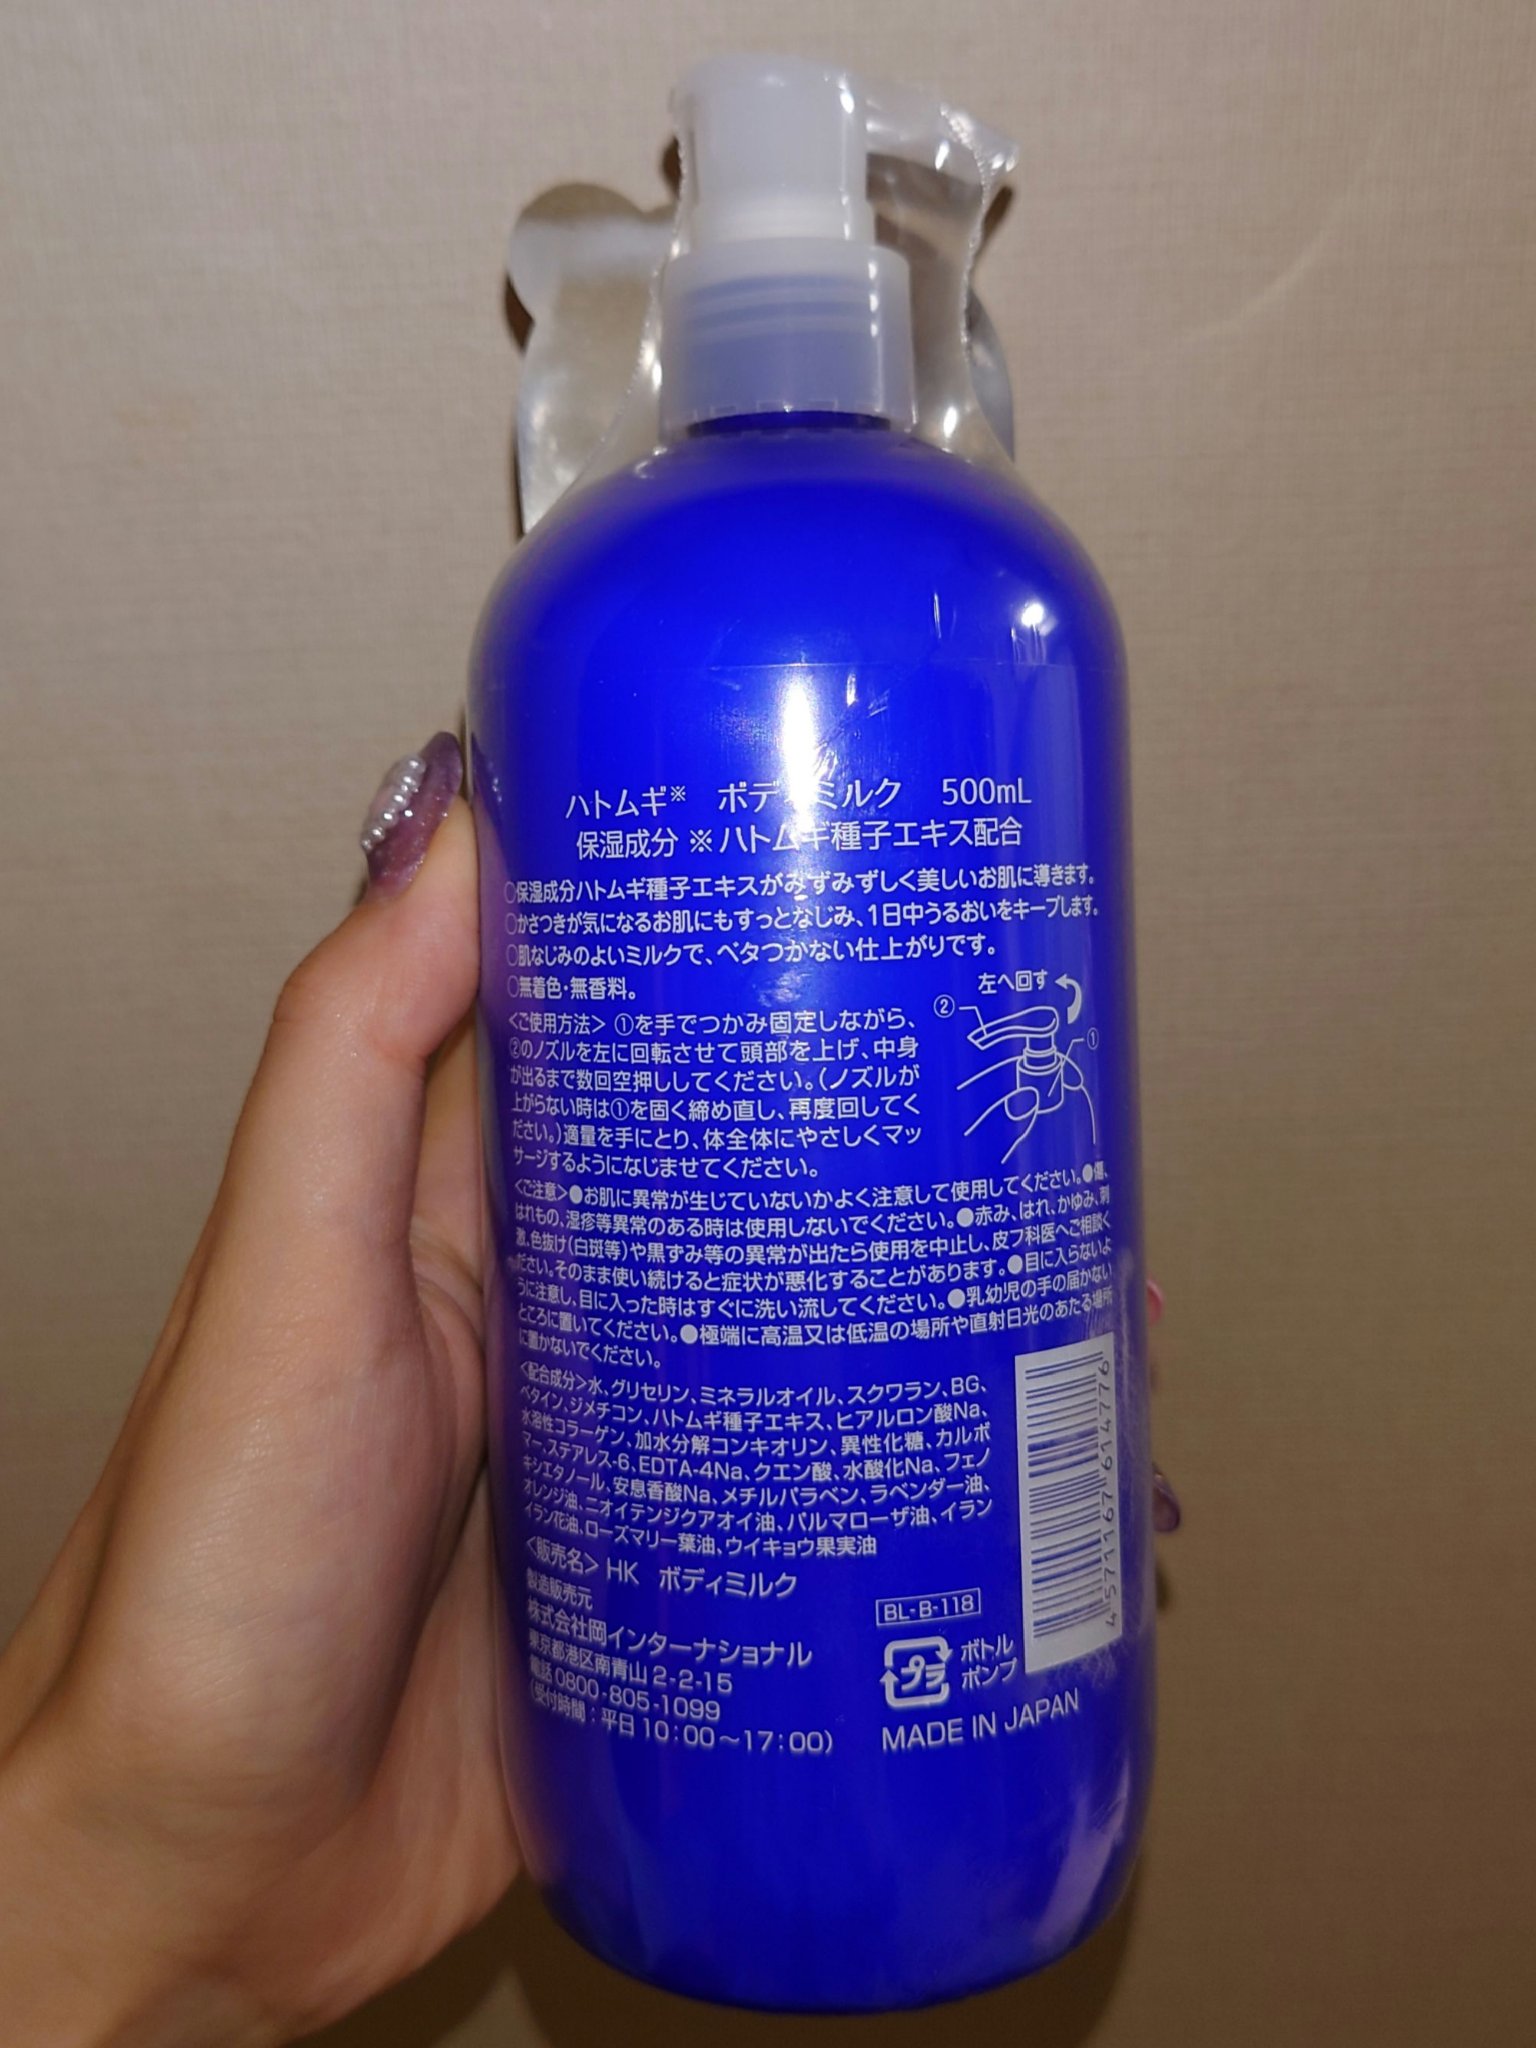 ハトムギ※ ボディミルク 500mL
保湿成分 ※ハトムギ種子エキス配合
○保湿成分ハトムギ種子エキスがみずみずしく美しいお肌に導きます。
○かさつきが気になるお肌にもすっとなじみ、1日中うるおいをキープします。
○肌なじみのよいミルクで、ベタつかない仕上がりです。
○無着色・無香料。
左へ回す
②
①
<ご使用方法> ①を手でつかみ固定しながら、
②のノズルを左に回転させて頭部を上げ、中身
が出るまで数回空押ししてください。(ノズルが
上がらない時は①を固く締め直し、再度回してく
ださい。)適量を手にとり、体全体にやさしくマッ
サージするようになじませてください。
<ご注意>●お肌に異常が生じていないかよく注意して使用してください。●傷、
はれもの、湿疹等異常のある時は使用しないでください。●赤み、はれ、かゆみ、刺
激、色抜け(白斑等)や黒ずみ等の異常が出たら使用を中止し、皮フ科医へご相談く
ださい。そのまま使い続けると症状が悪化することがあります。●目に入らないよ
うに注意し、目に入った時はすぐに洗い流してください。●乳幼児の手の届かない
ところに置いてください。●極端に高温又は低温の場所や直射日光のあたる場所
に置かないでください。
<配合成分>水、グリセリン、ミネラルオイル、スクワラン、BG、
ベタイン、ジメチコン、ハトムギ種子エキス、ヒアルロン酸Na、
水溶性コラーゲン、加水分解コンキオリン、異性化糖、カルボ
マー、ステアレス-6、EDTA-4Na、クエン酸、水酸化Na、フェノ
キシエタノール、安息香酸Na、メチルパラベン、ラベンダー油、
オレンジ油、ニオイテンジクアオイ油、パルマローザ油、イラン
イラン花油、ローズマリー葉油、ウイキョウ果実油
<販売名> HK ボディミルク
製造販売元
株式会社岡インターナショナル
東京都港区南青山2-2-15
電話 0800-805-1099
(受付時間:平日10:00～17:00)
4571167614776
BL-B-118
プラ
ボトル
ポンプ
MADE IN JAPAN